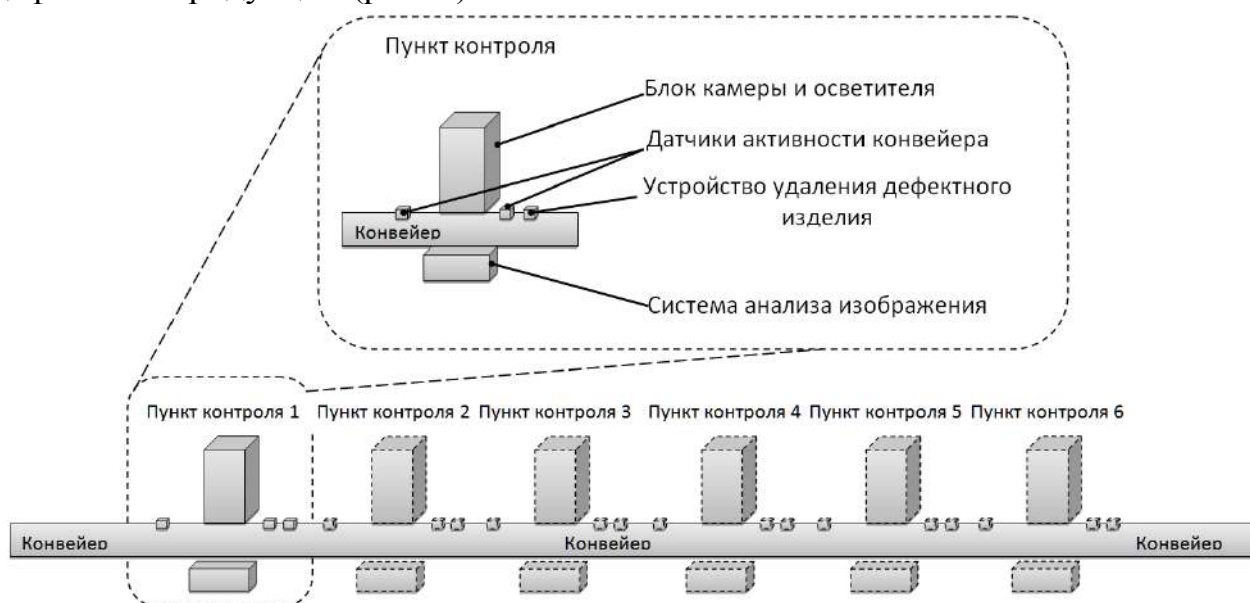 Пункт контроля
Блок камеры и осветителя
Датчики активности конвейера
Устройство удаления дефектного
изделия
Конвейер
Система анализа изображения
Пункт контроля 1 Пункт контроля 2 Пункт контроля 3 Пункт контроля 4 Пункт контроля 5 Пункт контроля 6
Конвейер Конвейер Конвейер